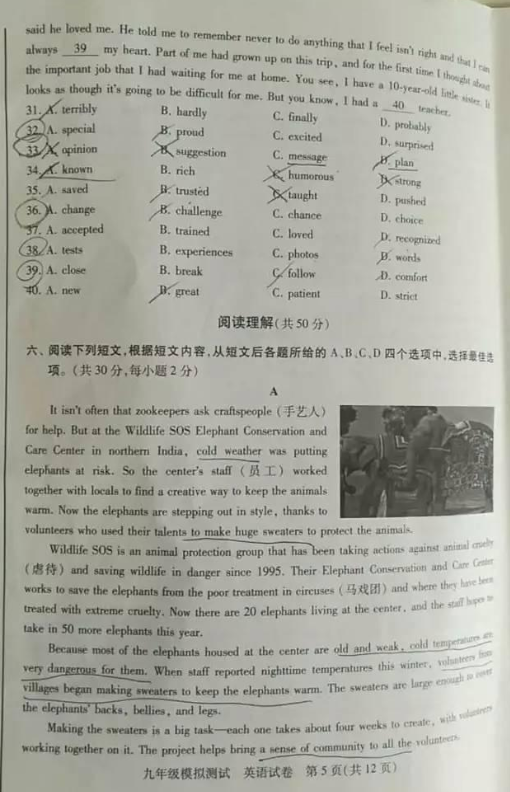 said he loved me. He told me to remember never to do anything that I feel isn't right and that I can
always 39 my heart. Part of me had grown up on this trip, and for the first time I thought about
the important job that I had waiting for me at home. You see, I have a 10-year-old little sister. It
looks as though it's going to be difficult for me. But you know, I had a 40 teacher.
31. A. terribly B. hardly C. finally D. probably
32. A. special B. proud C. excited D. surprised
33. A. opinion B. suggestion C. message D. plan
34. A. known B. rich C. humorous D. strong
35. A. saved B. trusted C. taught D. pushed
36. A. change B. challenge C. chance D. choice
37. A. accepted B. trained C. loved D. recognized
38. A. tests B. experiences C. photos D. words
39. A. close B. break C. follow D. comfort
40. A. new B. great C. patient D. strict
阅读理解(共50分)
六、阅读下列短文,根据短文内容,从短文后各题所给的A、B、C、D四个选项中,选择最佳选
项。(共30分,每小题2分)
A
It isn't often that zookeepers ask craftspeople (手艺人)
for help. But at the Wildlife SOS Elephant Conservation and
Care Center in northern India, cold weather was putting
elephants at risk. So the center's staff (员工) worked
together with locals to find a creative way to keep the animals
warm. Now the elephants are stepping out in style, thanks to
volunteers who used their talents to make huge sweaters to protect the animals.
Wildlife SOS is an animal protection group that has been taking actions against animal cruelty
(虐待) and saving wildlife in danger since 1995. Their Elephant Conservation and Care Center
works to save the elephants from the poor treatment in circuses (马戏团) and where they have been
treated with extreme cruelty. Now there are 20 elephants living at the center, and the staff hopes to
take in 50 more elephants this year.
Because most of the elephants housed at the center are old and weak, cold temperatures are
very dangerous for them. When staff reported nighttime temperatures this winter, volunteers from
villages began making sweaters to keep the elephants warm. The sweaters are large enough to cover
the elephants' backs, bellies, and legs.
Making the sweaters is a big task—each one takes about four weeks to create, with volunteers
working together on it. The project helps bring a sense of community to all the volunteers.
九年级模拟测试 英语试卷 第5页(共12页)